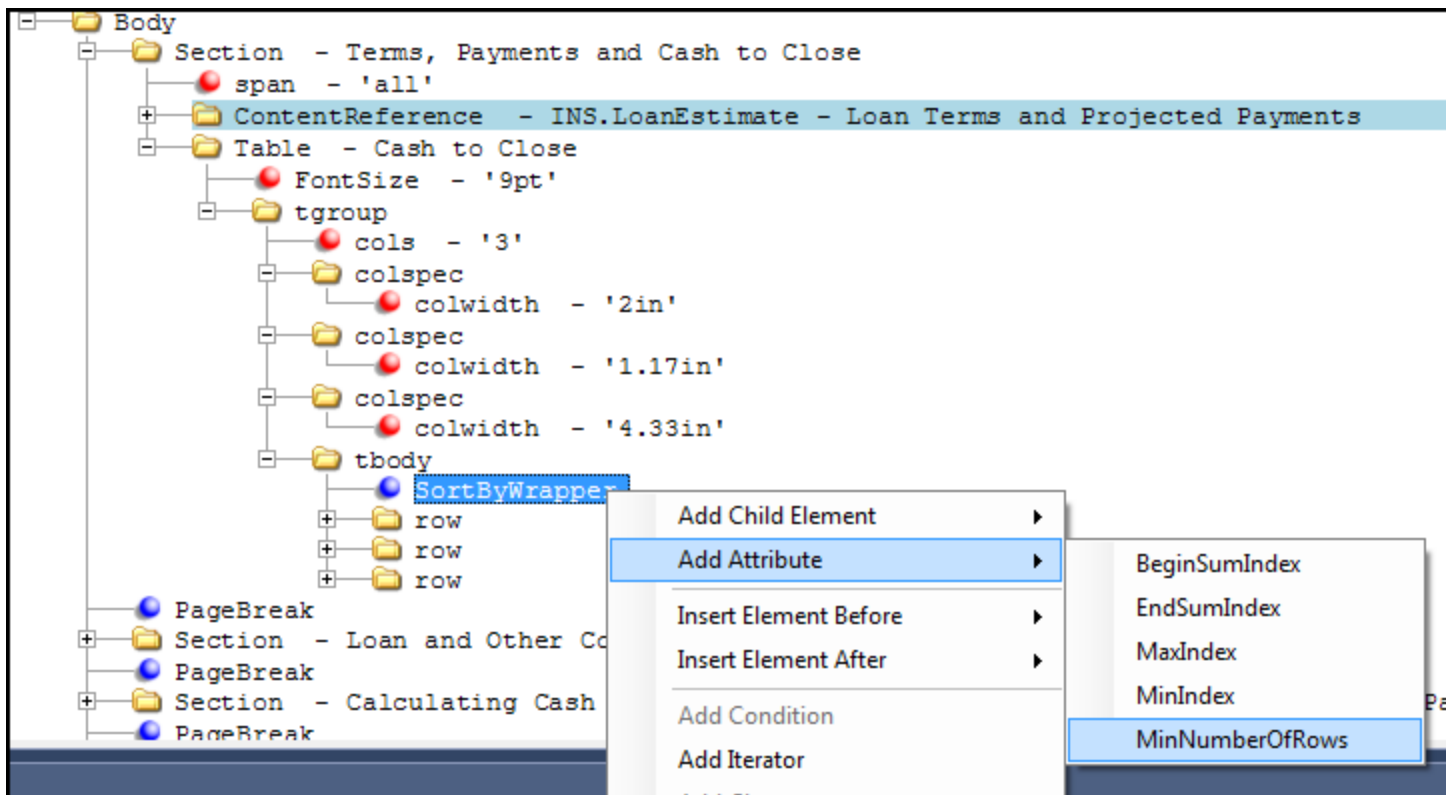 Body
Section - Terms, Payments and Cash to Close
span - 'all'
ContentReference - INS.LoanEstimate - Loan Terms and Projected Payments
Table - Cash to Close
FontSize - '9pt'
tgroup
cols - '3'
colspec
colwidth - '2in'
colspec
colwidth - '1.17in'
colspec
colwidth - '4.33in'
tbody
SortByWrapper
row
row
row
PageBreak
Section - Loan and Other Co
PageBreak
Section - Calculating Cash
PageBreak
Add Child Element
Add Attribute
Insert Element Before
Insert Element After
Add Condition
Add Iterator
BeginSumIndex
EndSumIndex
MaxIndex
MinIndex
MinNumberOfRows